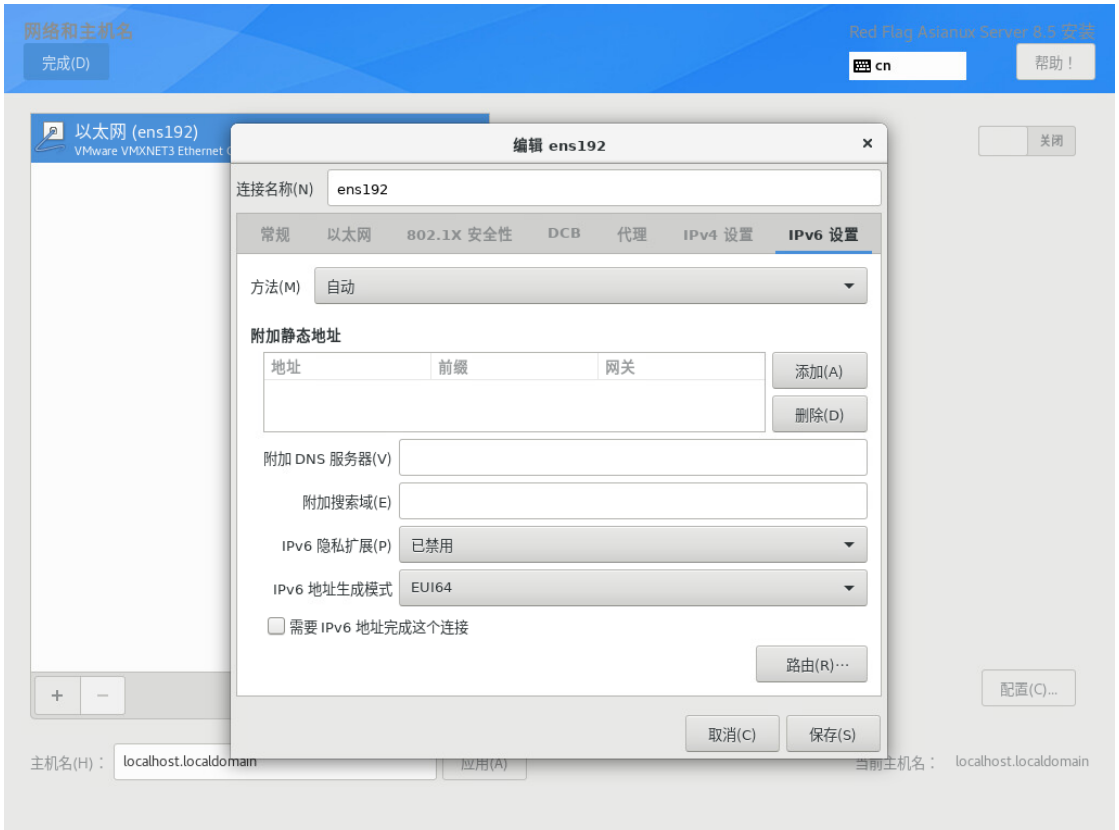 网络和主机名
Red Flag Asianux Server 8.5 安装
完成(D)
cn
帮助！
以太网 (ens192)
VMware VMXNET3 Ethernet
关闭
编辑 ens192
连接名称(N) ens192
常规 以太网 802.1X 安全性 DCB 代理 IPv4 设置 IPv6 设置
方法(M) 自动
附加静态地址
地址 前缀 网关
添加(A)
删除(D)
附加 DNS 服务器(V)
附加搜索域(E)
IPv6 隐私扩展(P) 已禁用
IPv6 地址生成模式 EUI64
需要 IPv6 地址完成这个连接
路由(R)…
+ −
配置(C)...
取消(C) 保存(S)
主机名(H)： localhost.localdomain 应用(A) 当前主机名： localhost.localdomain